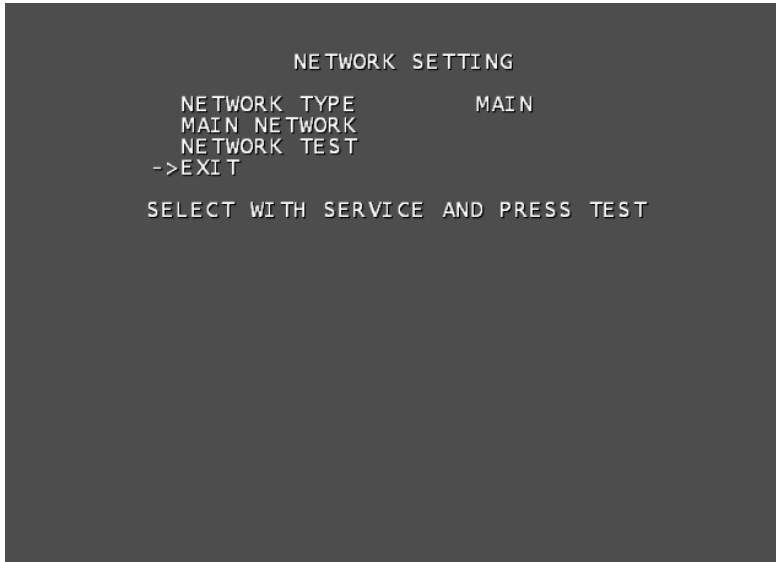 NETWORK SETTING
NETWORK TYPE MAIN
MAIN NETWORK
NETWORK TEST
->EXIT
SELECT WITH SERVICE AND PRESS TEST